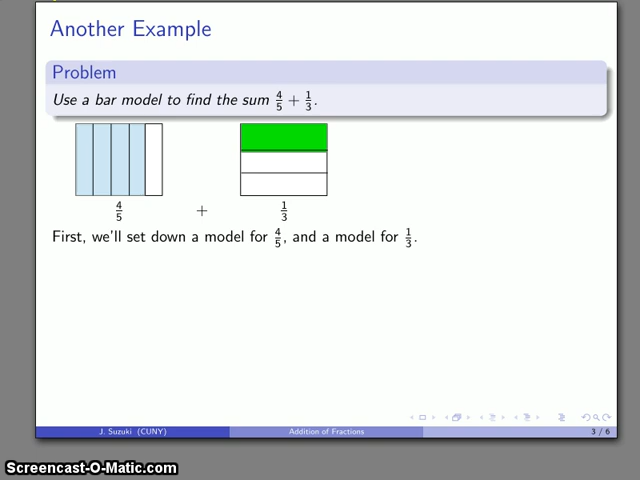 Another Example
Problem
Use a bar model to find the sum 4/5 + 1/3.
4/5 + 1/3
First, we'll set down a model for 4/5, and a model for 1/3.
J. Suzuki (CUNY) Addition of Fractions 3 / 6
Screencast-O-Matic.com